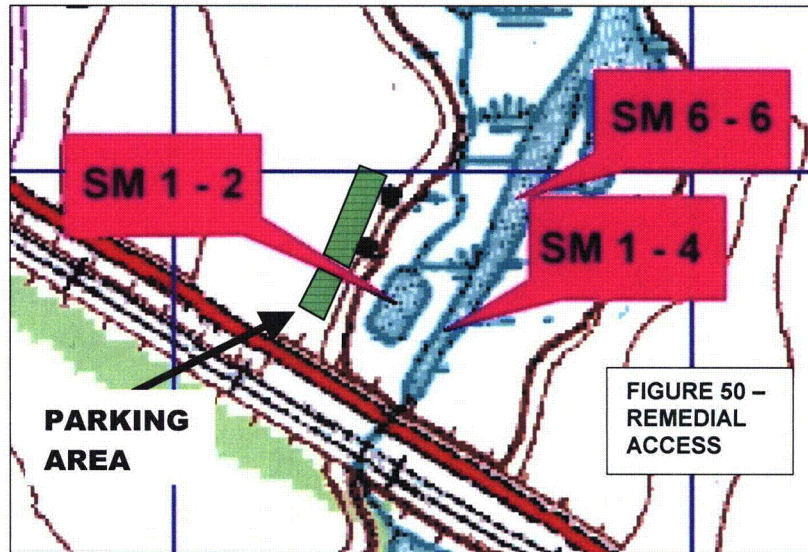 SM 6 - 6
SM 1 - 2
SM 1 - 4
FIGURE 50 –
REMEDIAL
ACCESS
PARKING
AREA